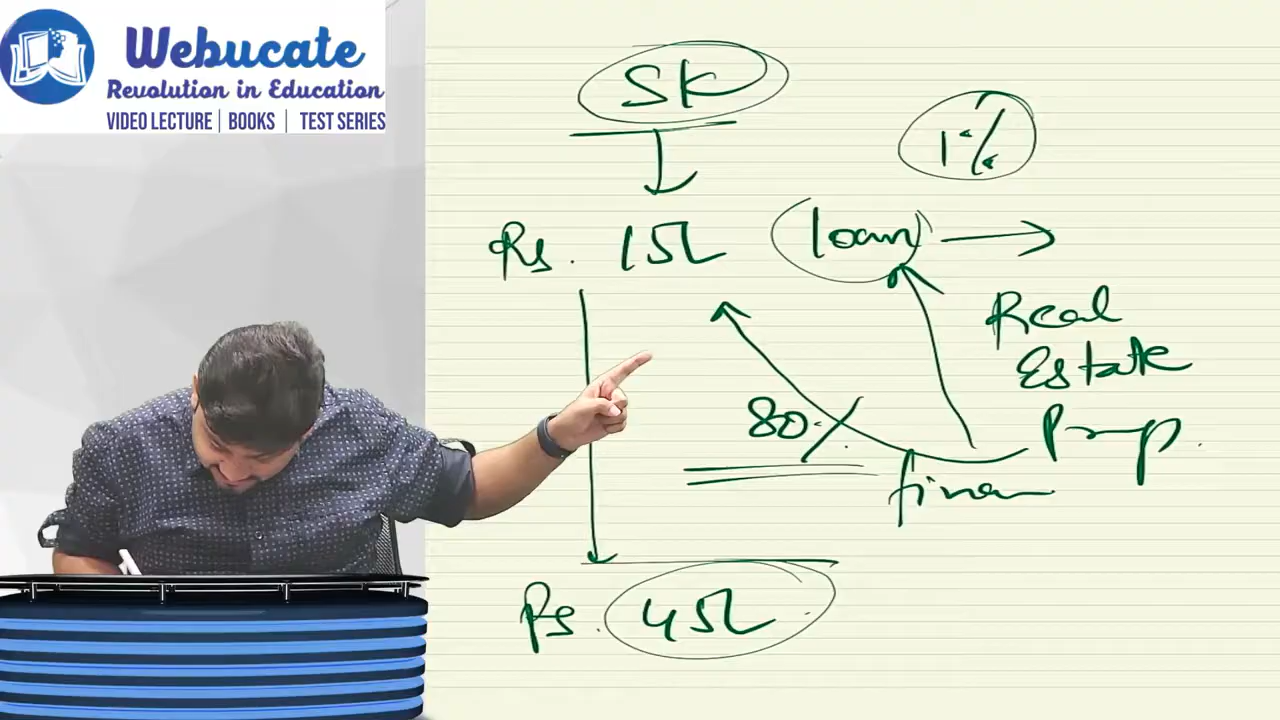 Webucate
Revolution in Education
VIDEO LECTURE | BOOKS | TEST SERIES
SK
1%
Rs. 15L loan
Real
Estate
80% Prop.
finan
Rs. 45L